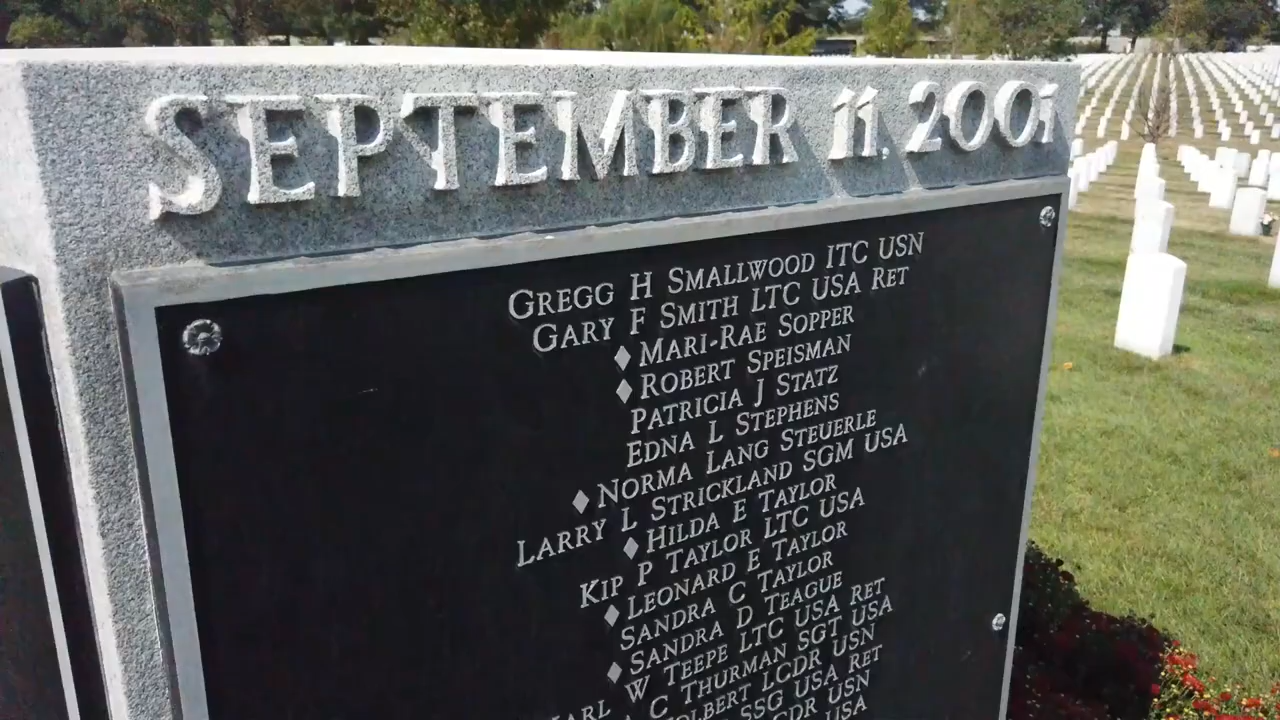 SEPTEMBER 11, 2001
GREGG H SMALLWOOD ITC USN
GARY F SMITH LTC USA RET
♦ MARI-RAE SOPPER
♦ ROBERT SPEISMAN
PATRICIA J STATZ
EDNA L STEPHENS
♦ NORMA LANG STEUERLE
LARRY L STRICKLAND SGM USA
♦ HILDA E TAYLOR
KIP P TAYLOR LTC USA
♦ LEONARD E TAYLOR
SANDRA C TAYLOR
♦ SANDRA D TEAGUE
W TEEPE LTC USA RET
C THURMAN SGT USA
LCDR USN
SSG USA RET
USN
USA